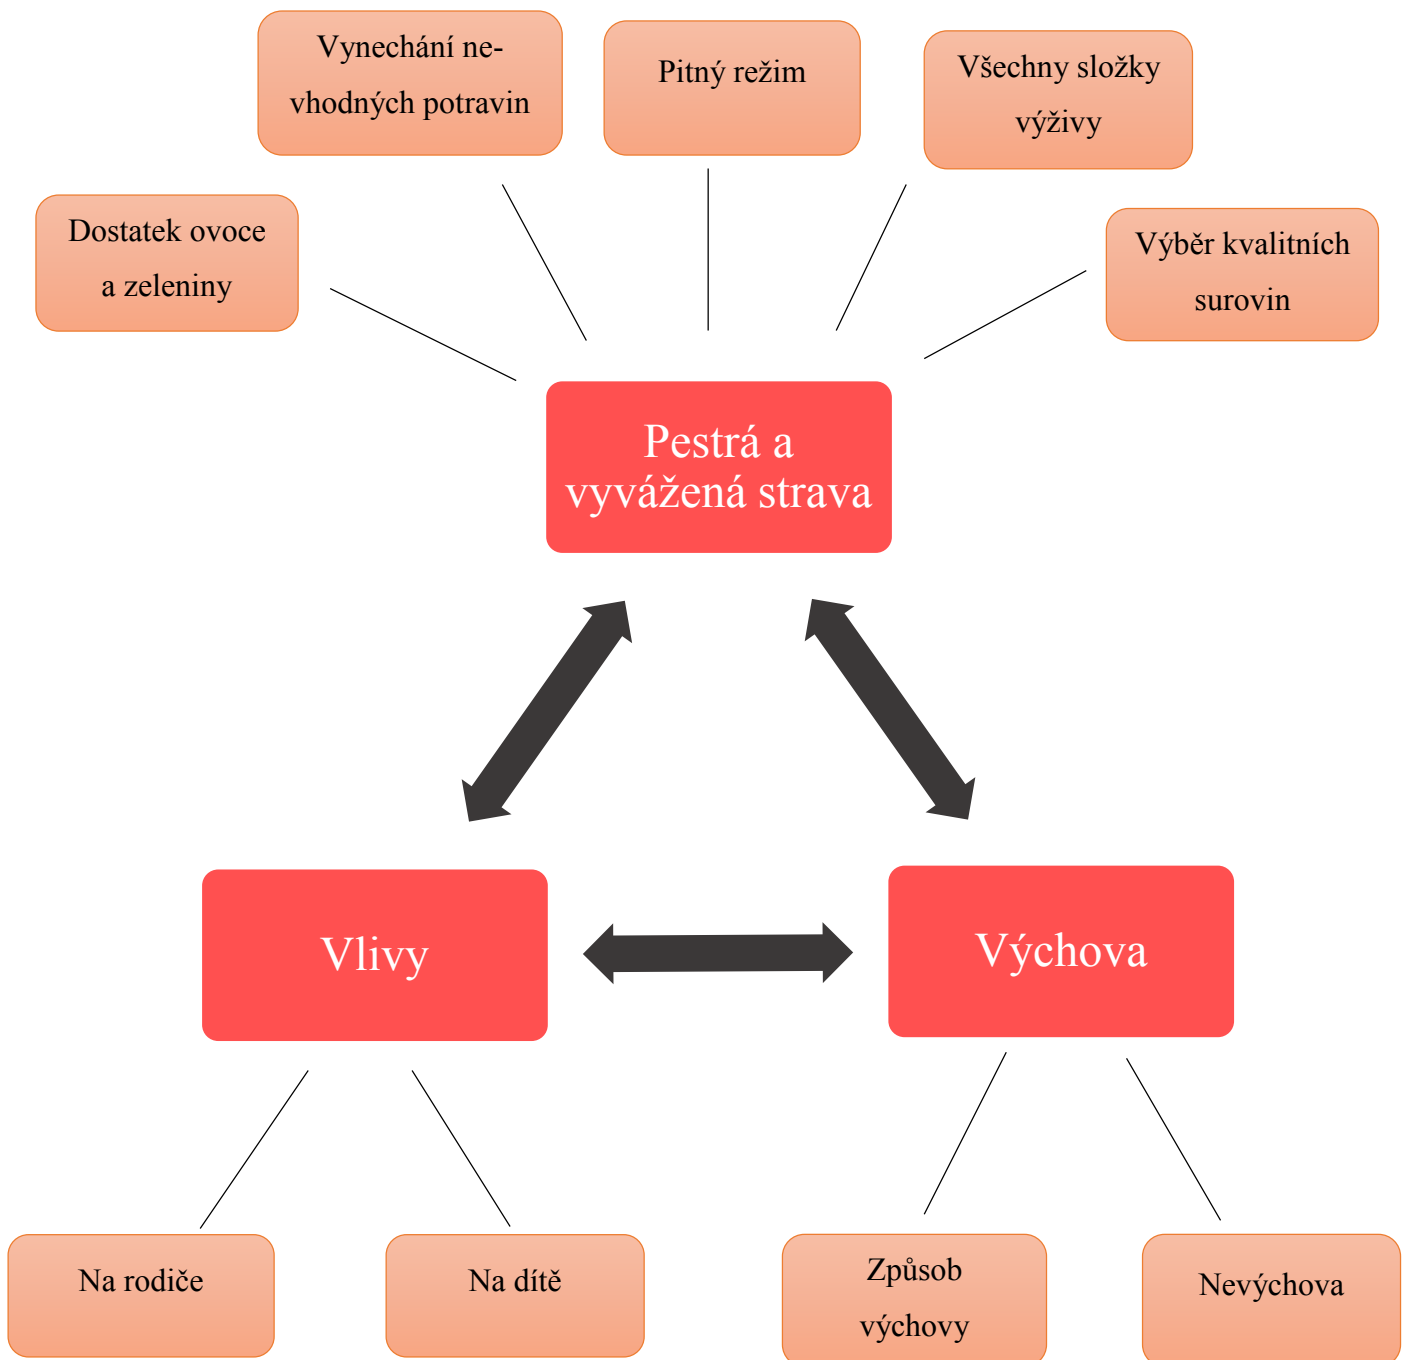 Vynechání ne-
vhodných potravin
Pitný režim
Všechny složky
výživy
Dostatek ovoce
a zeleniny
Výběr kvalitních
surovin
Pestrá a
vyvážená strava
Vlivy
Výchova
Na rodiče
Na dítě
Způsob
výchovy
Nevýchova